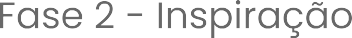 Fase 2 - Inspiração